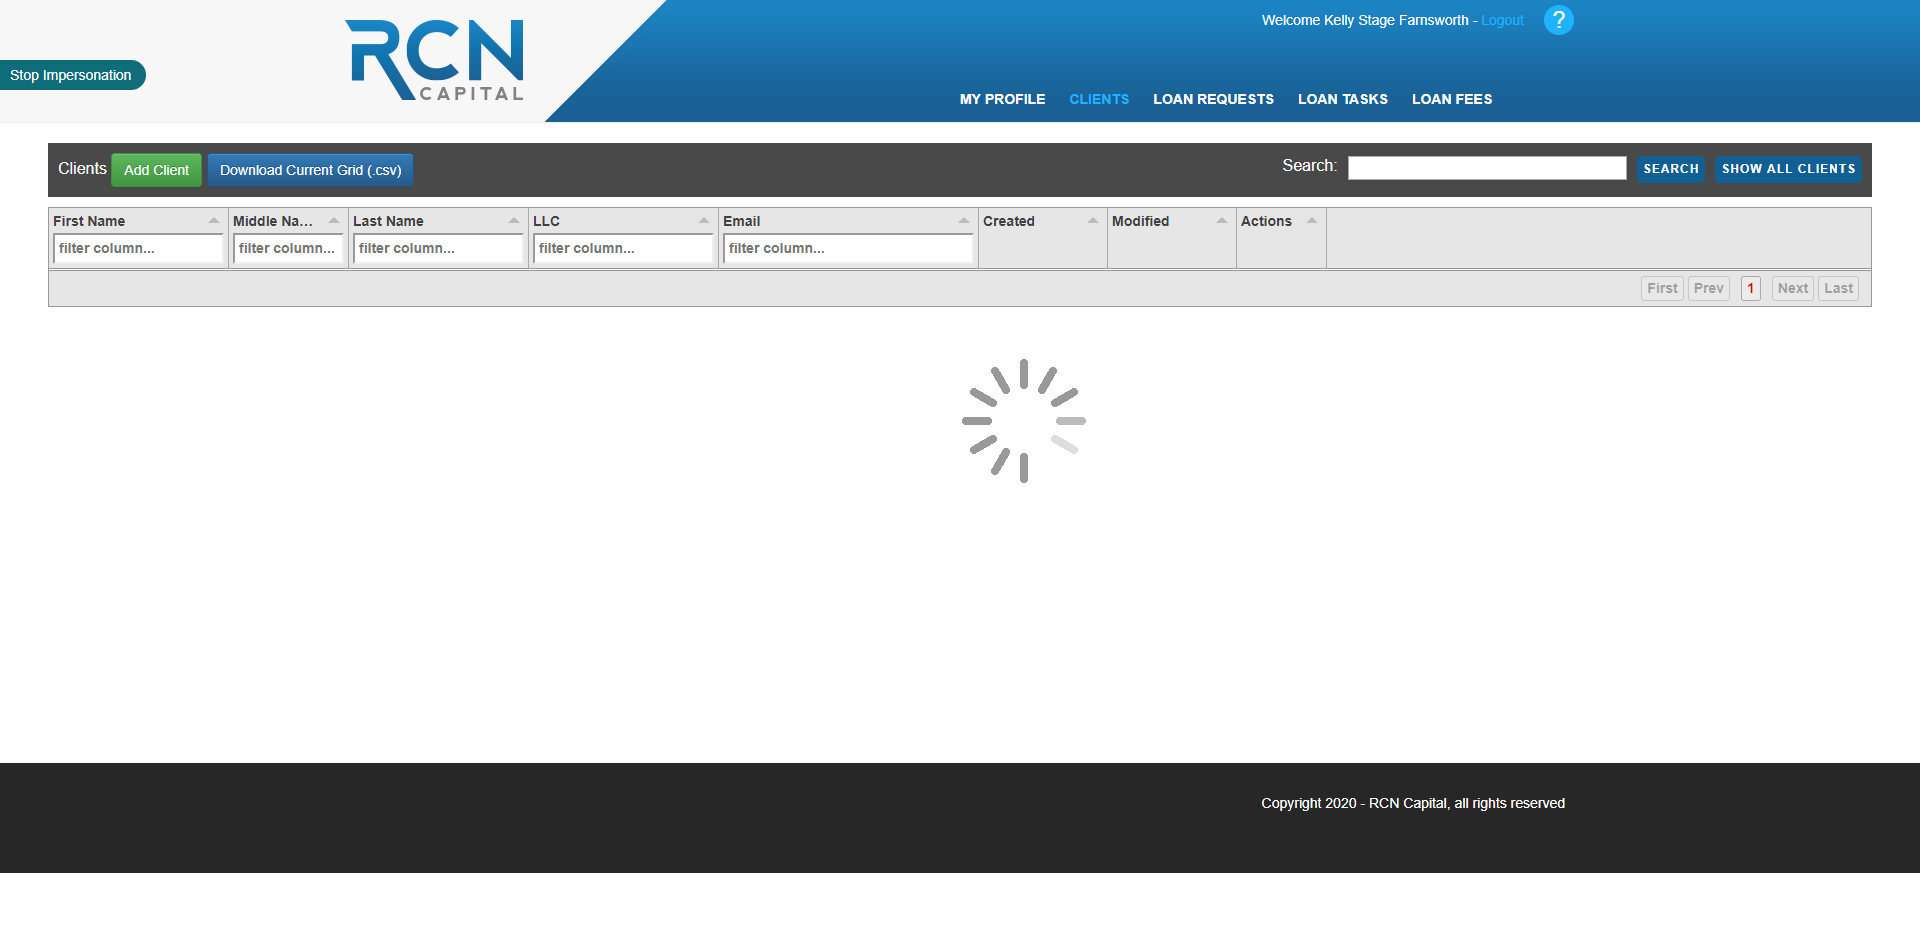 Welcome Kelly Stage Farnsworth - Logout ?
Stop Impersonation
RCN
CAPITAL
MY PROFILE CLIENTS LOAN REQUESTS LOAN TASKS LOAN FEES
Clients Add Client Download Current Grid (.csv) Search: SEARCH SHOW ALL CLIENTS
First Name Middle Na... Last Name LLC Email Created Modified Actions
filter column... filter column... filter column... filter column... filter column...
First Prev 1 Next Last
Copyright 2020 - RCN Capital, all rights reserved